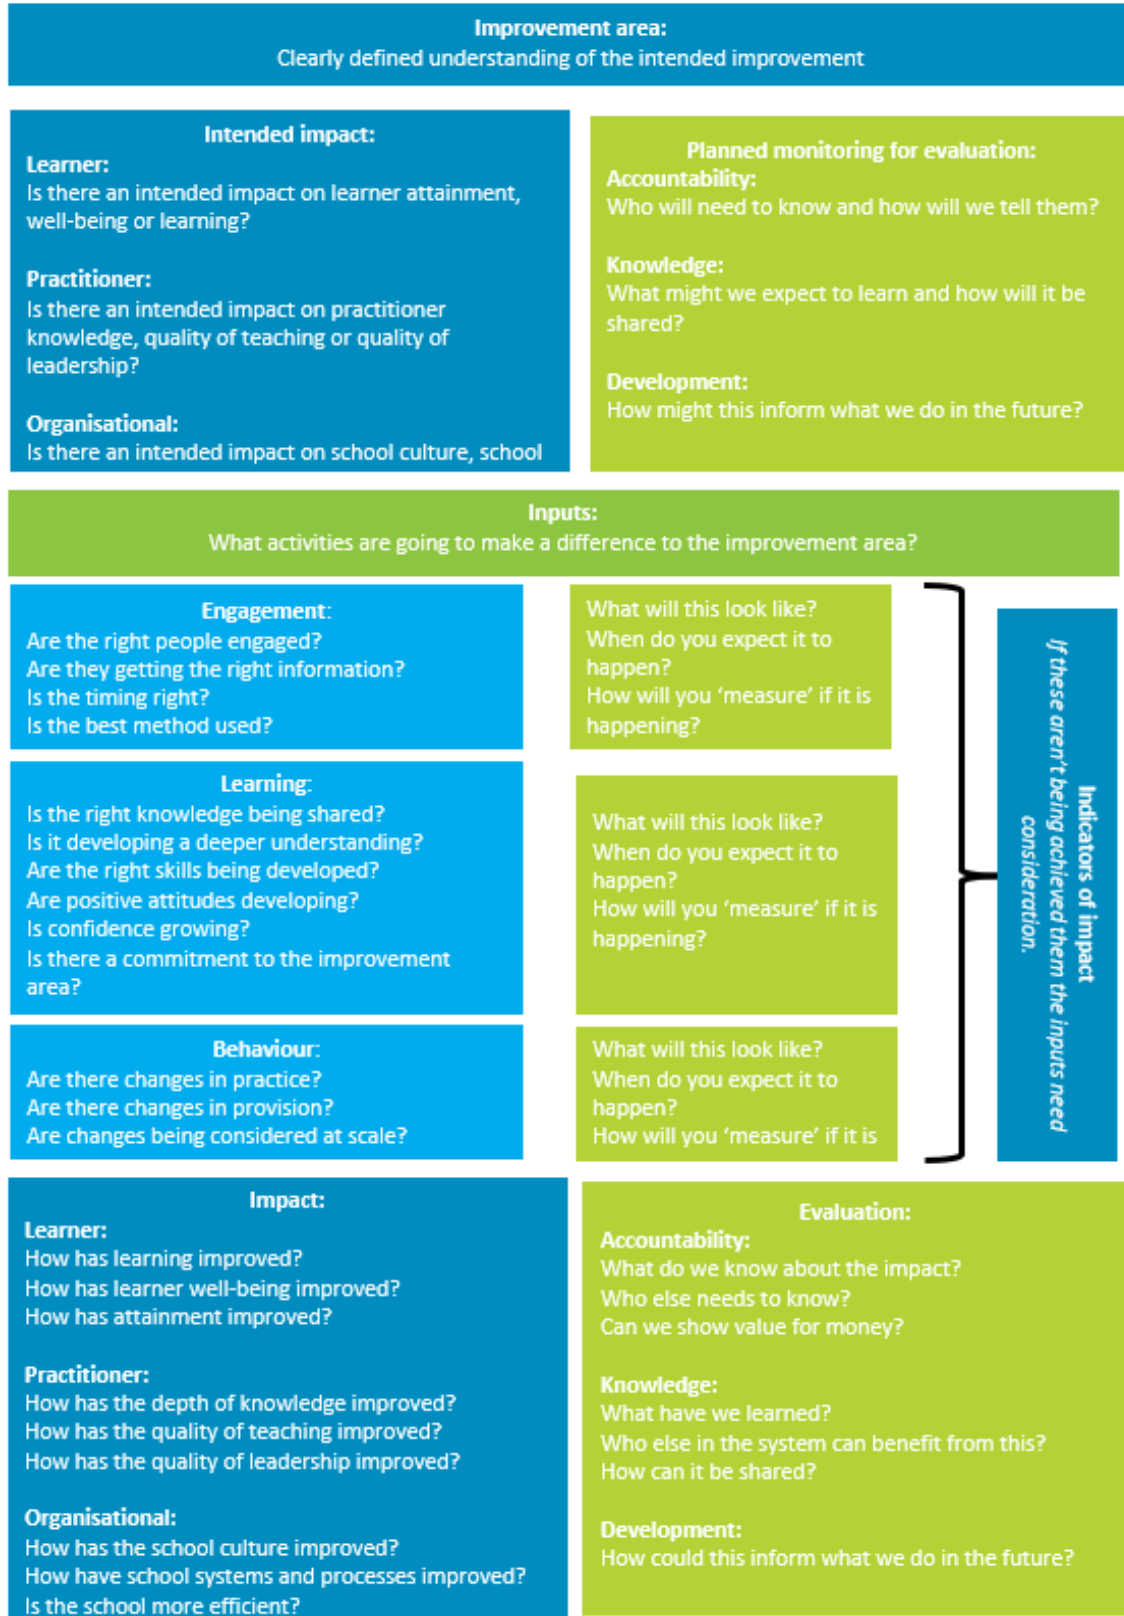 Improvement area:
Clearly defined understanding of the intended improvement
Intended impact:
Learner:
Is there an intended impact on learner attainment,
well-being or learning?
Practitioner:
Is there an intended impact on practitioner
knowledge, quality of teaching or quality of
leadership?
Organisational:
Is there an intended impact on school culture, school
Planned monitoring for evaluation:
Accountability:
Who will need to know and how will we tell them?
Knowledge:
What might we expect to learn and how will it be
shared?
Development:
How might this inform what we do in the future?
Inputs:
What activities are going to make a difference to the improvement area?
Engagement:
Are the right people engaged?
Are they getting the right information?
Is the timing right?
Is the best method used?
What will this look like?
When do you expect it to
happen?
How will you ‘measure’ if it is
happening?
Learning:
Is the right knowledge being shared?
Is it developing a deeper understanding?
Are the right skills being developed?
Are positive attitudes developing?
Is confidence growing?
Is there a commitment to the improvement
area?
What will this look like?
When do you expect it to
happen?
How will you ‘measure’ if it is
happening?
Behaviour:
Are there changes in practice?
Are there changes in provision?
Are changes being considered at scale?
What will this look like?
When do you expect it to
happen?
How will you ‘measure’ if it is
Indicators of impact
If these aren’t being achieved them the inputs need
consideration.
Impact:
Learner:
How has learning improved?
How has learner well-being improved?
How has attainment improved?
Practitioner:
How has the depth of knowledge improved?
How has the quality of teaching improved?
How has the quality of leadership improved?
Organisational:
How has the school culture improved?
How have school systems and processes improved?
Is the school more efficient?
Evaluation:
Accountability:
What do we know about the impact?
Who else needs to know?
Can we show value for money?
Knowledge:
What have we learned?
Who else in the system can benefit from this?
How can it be shared?
Development:
How could this inform what we do in the future?